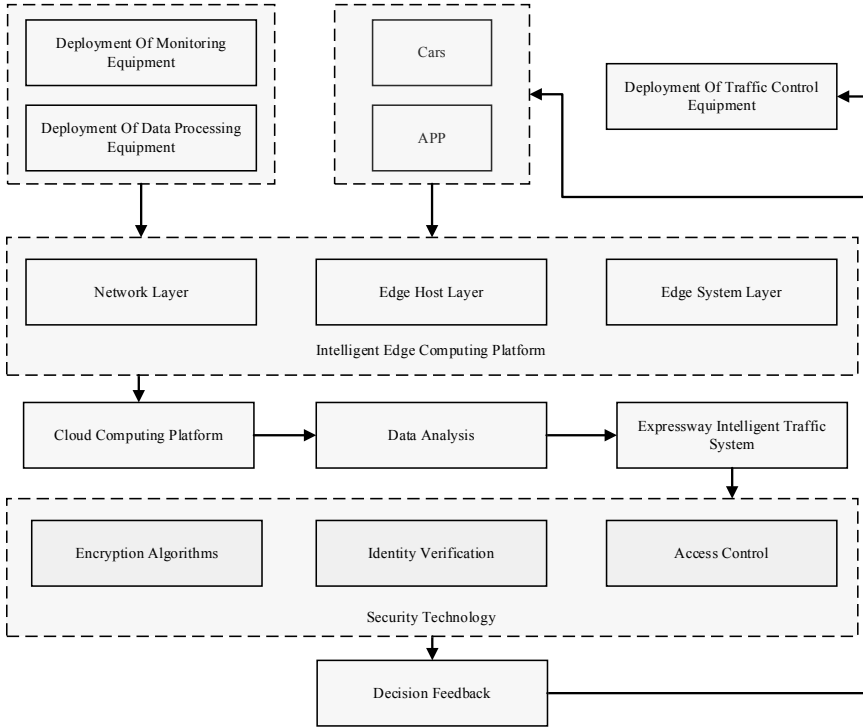 Deployment Of Monitoring
Equipment
Deployment Of Data Processing
Equipment
Cars
APP
Deployment Of Traffic Control
Equipment
Network Layer
Edge Host Layer
Edge System Layer
Intelligent Edge Computing Platform
Cloud Computing Platform
Data Analysis
Expressway Intelligent Traffic
System
Encryption Algorithms
Identity Verification
Access Control
Security Technology
Decision Feedback